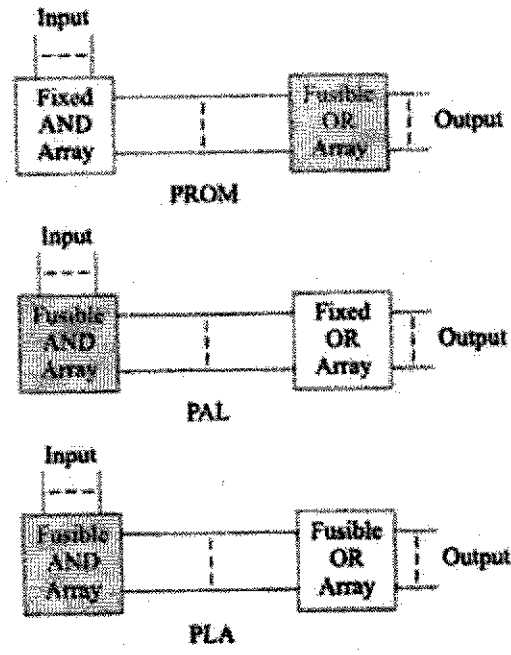 Input
Fixed
AND
Array
Fusible
OR
Array
Output
PROM
Input
Fusible
AND
Array
Fixed
OR
Array
Output
PAL
Input
Fusible
AND
Array
Fusible
OR
Array
Output
PLA